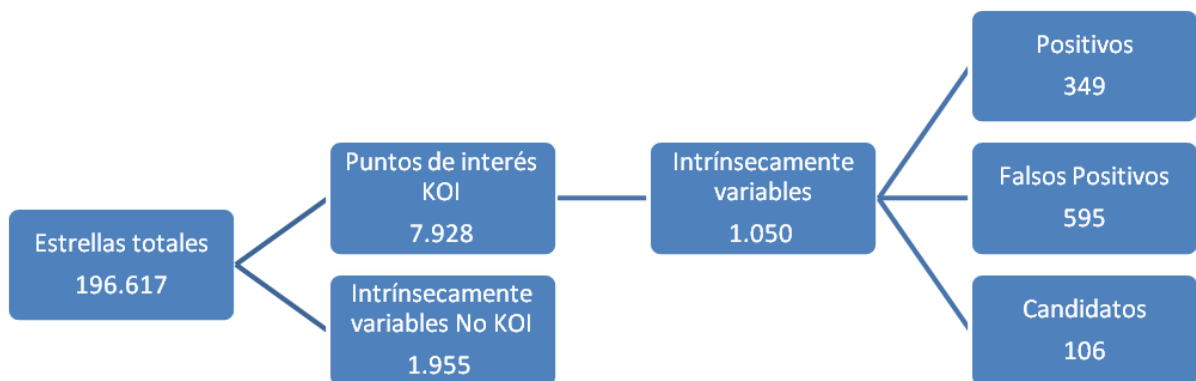 Estrellas totales
196.617
Puntos de interés
KOI
7.928
Intrínsecamente
variables No KOI
1.955
Intrínsecamente
variables
1.050
Positivos
349
Falsos Positivos
595
Candidatos
106